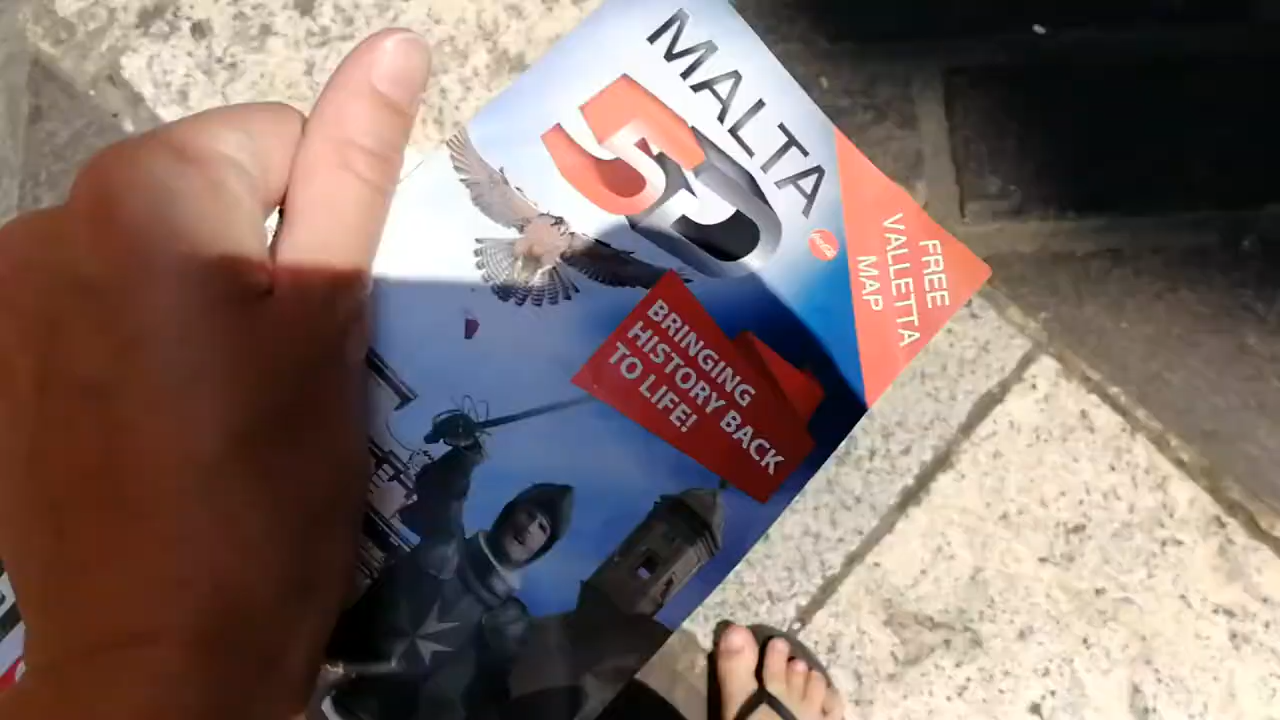 MALTA
5D
FREE
VALLETTA
MAP
BRINGING
HISTORY BACK
TO LIFE!